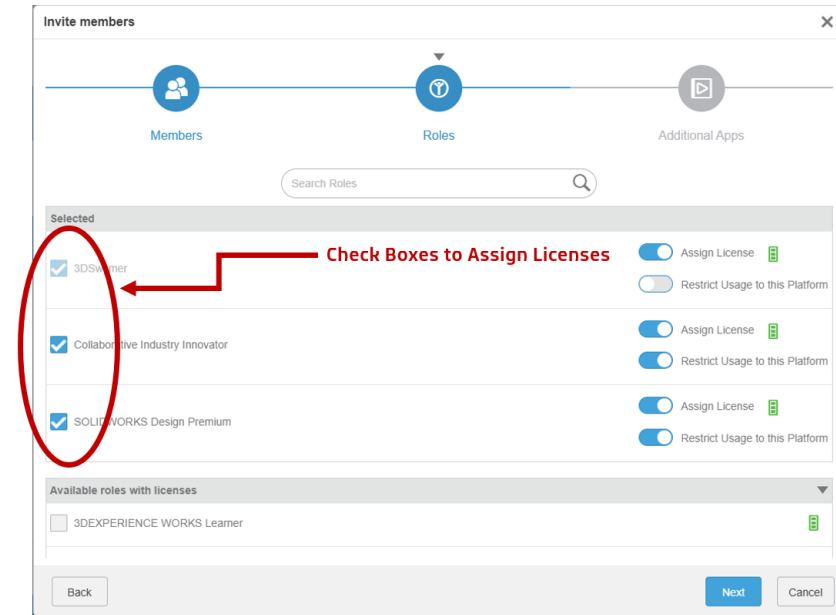 Invite members
Members
Roles
Additional Apps
Search Roles
Selected
3DSwymer
Check Boxes to Assign Licenses
Assign License
Restrict Usage to this Platform
Collaborative Industry Innovator
Assign License
Restrict Usage to this Platform
SOLIDWORKS Design Premium
Assign License
Restrict Usage to this Platform
Available roles with licenses
3DEXPERIENCE WORKS Learner
Back
Next
Cancel